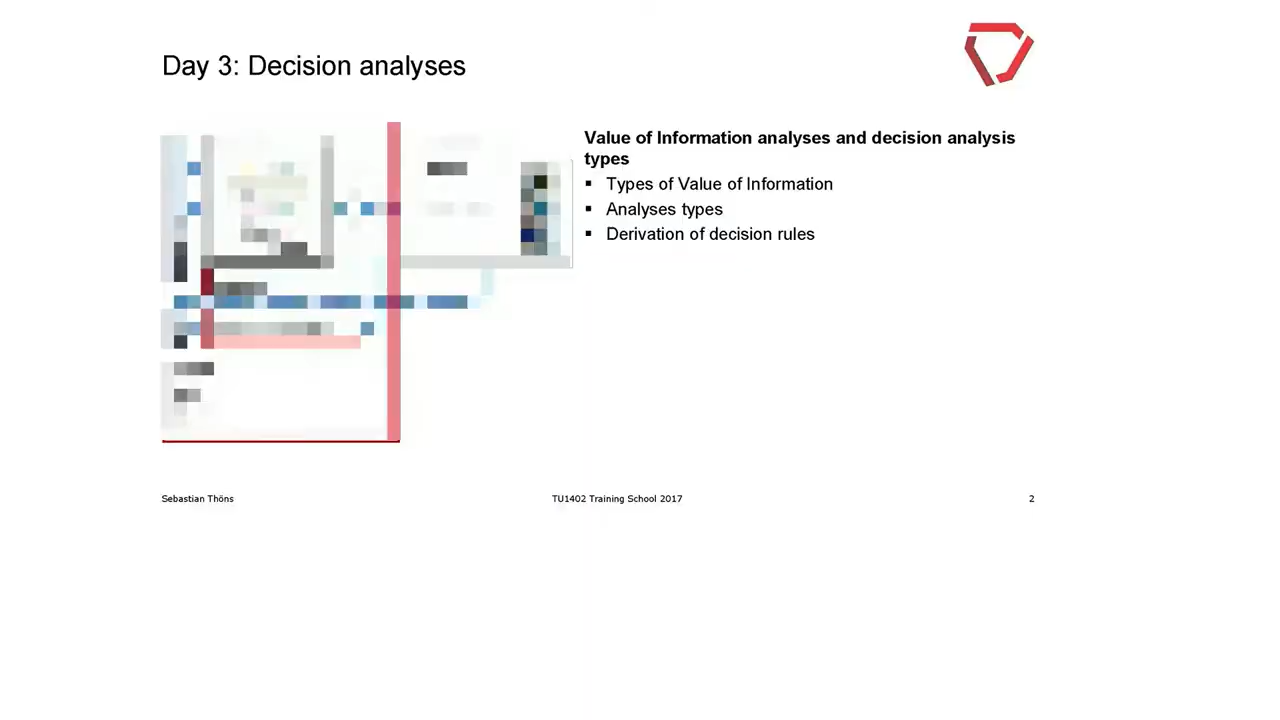 Day 3: Decision analyses
Value of Information analyses and decision analysis
types
▪ Types of Value of Information
▪ Analyses types
▪ Derivation of decision rules
Sebastian Thöns
TU1402 Training School 2017
2